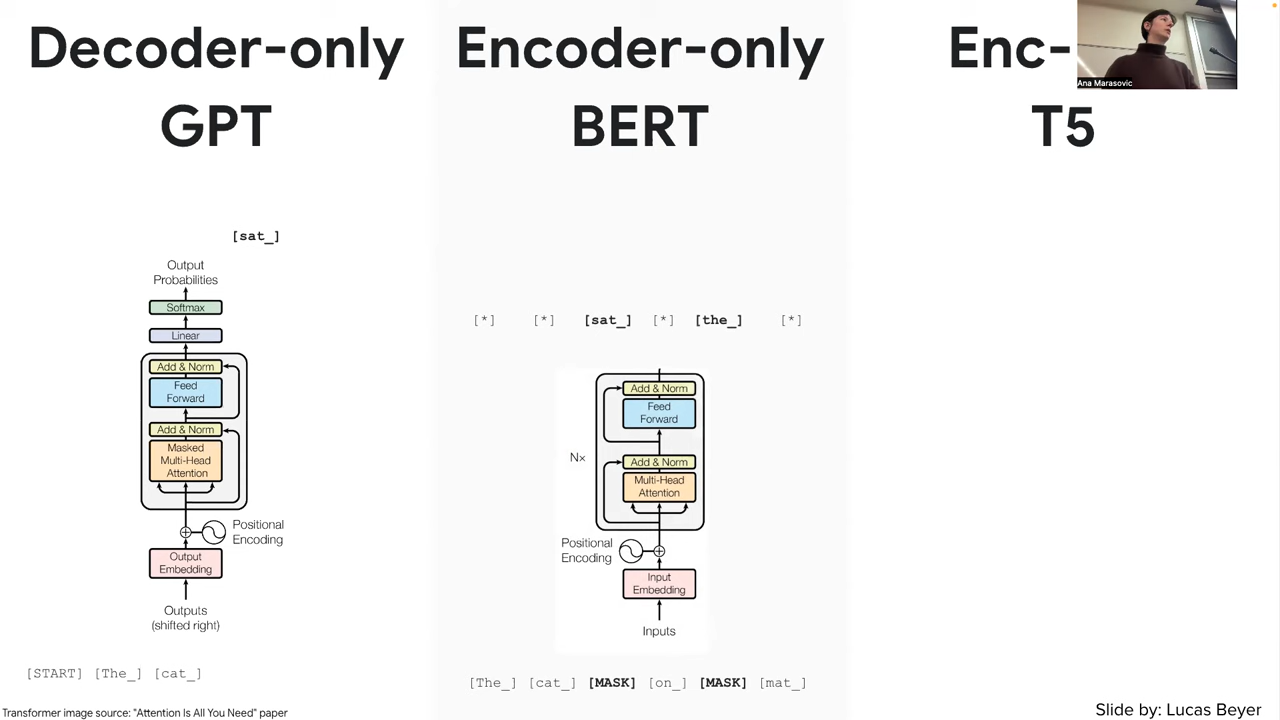 Decoder-only
GPT
[sat_]
Output
Probabilities
Softmax
Linear
Add & Norm
Feed
Forward
Add & Norm
Masked
Multi-Head
Attention
Positional
Encoding
Output
Embedding
Outputs
(shifted right)
[START] [The_] [cat_]
Transformer image source: "Attention Is All You Need" paper
Encoder-only
BERT
[*] [*] [sat_] [*] [the_] [*]
Add & Norm
Feed
Forward
N×
Add & Norm
Multi-Head
Attention
Positional
Encoding
Input
Embedding
Inputs
[The_] [cat_] [MASK] [on_] [MASK] [mat_]
Enc-
T5
Ana Marasovic
Slide by: Lucas Beyer